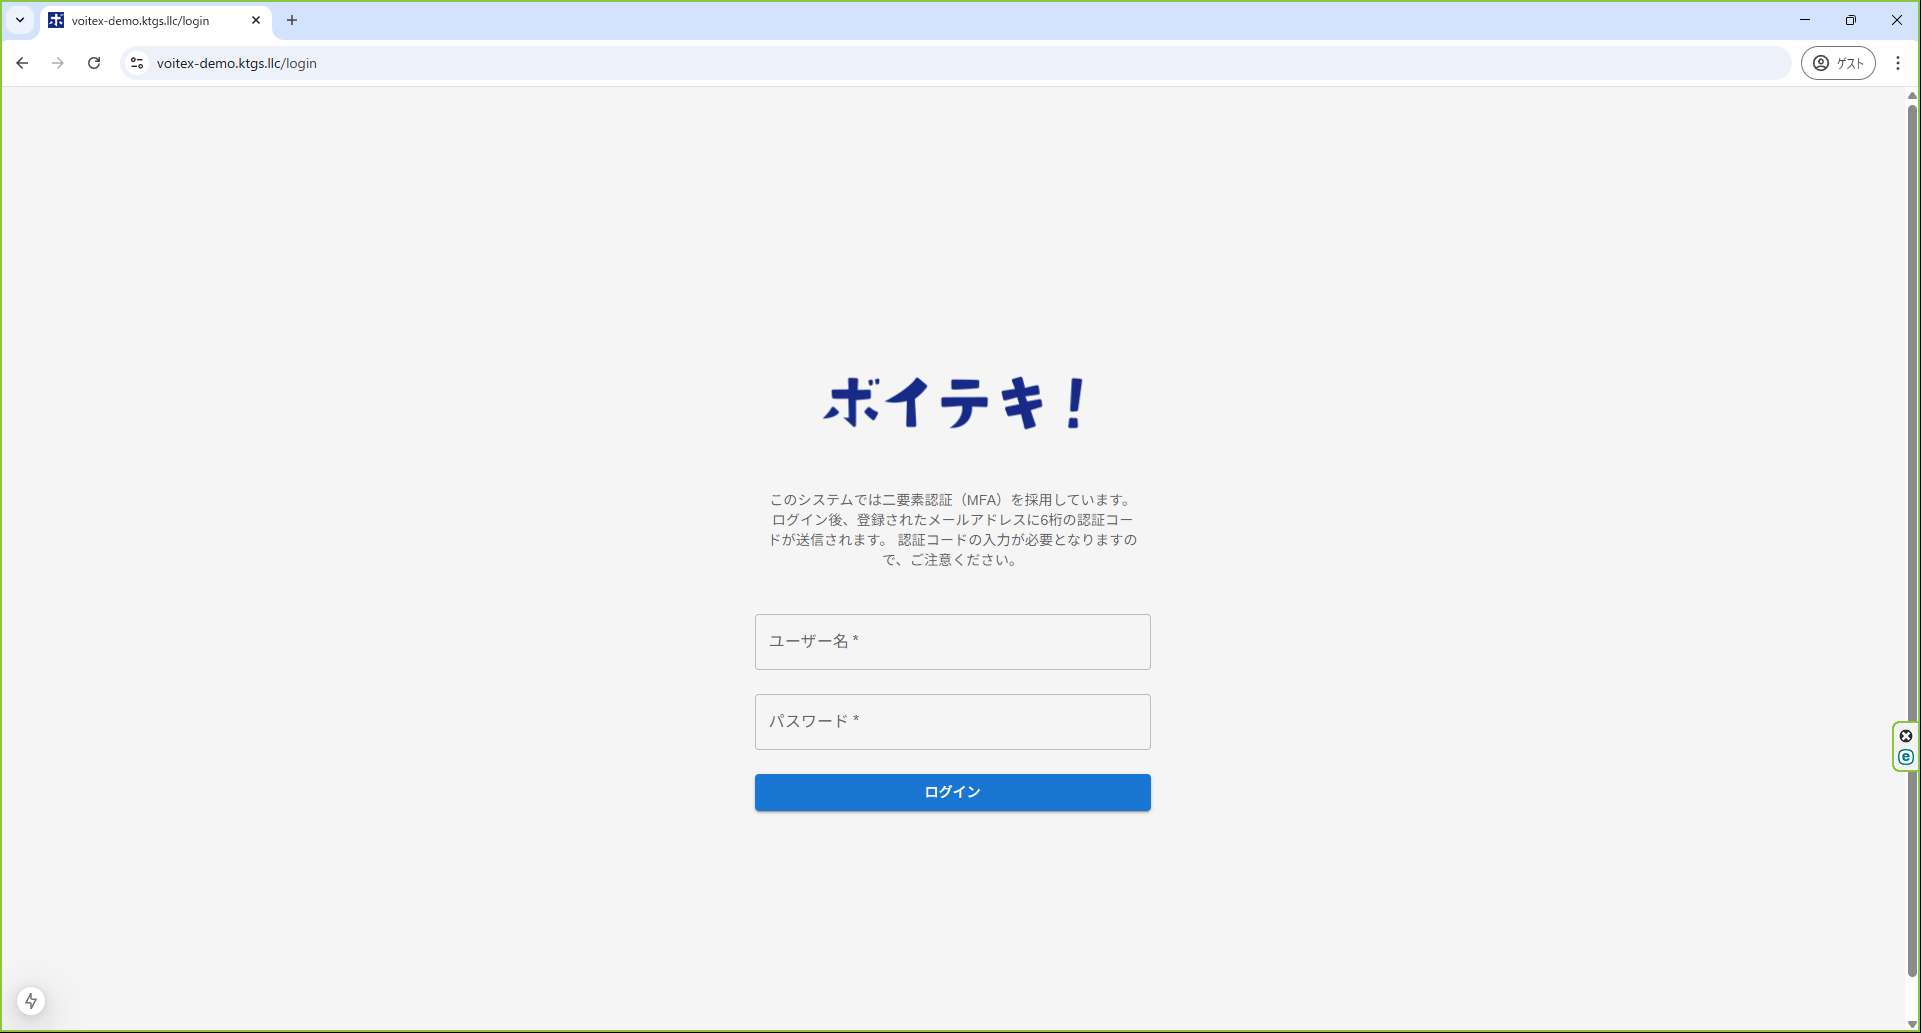 voitex-demo.ktgs.llc/login
voitex-demo.ktgs.llc/login
ゲスト
ボイテキ！
このシステムでは二要素認証（MFA）を採用しています。
ログイン後、登録されたメールアドレスに6桁の認証コー
ドが送信されます。 認証コードの入力が必要となりますの
で、ご注意ください。
ユーザー名 *
パスワード *
ログイン